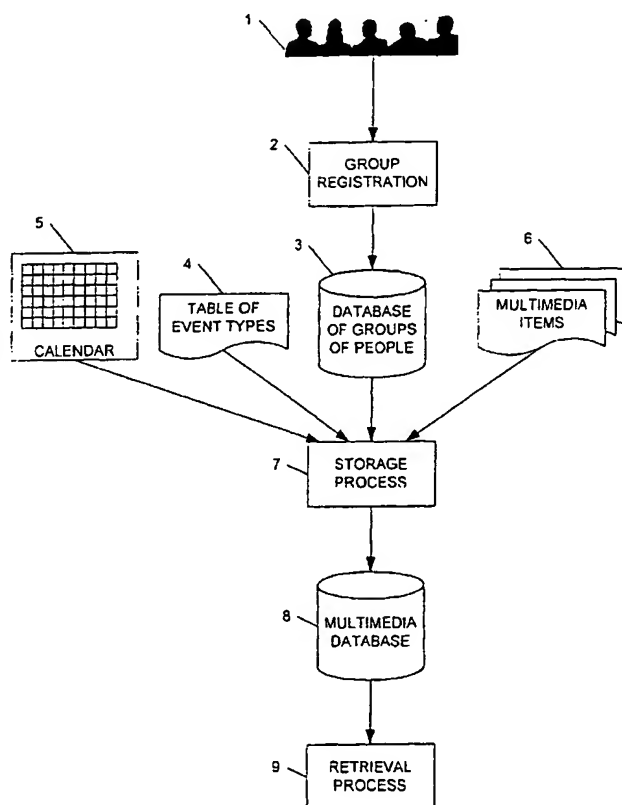 1
2
GROUP
REGISTRATION
5
CALENDAR
4
TABLE OF
EVENT TYPES
3
DATABASE
OF GROUPS
OF PEOPLE
6
MULTIMEDIA
ITEMS
7
STORAGE
PROCESS
8
MULTIMEDIA
DATABASE
9
RETRIEVAL
PROCESS